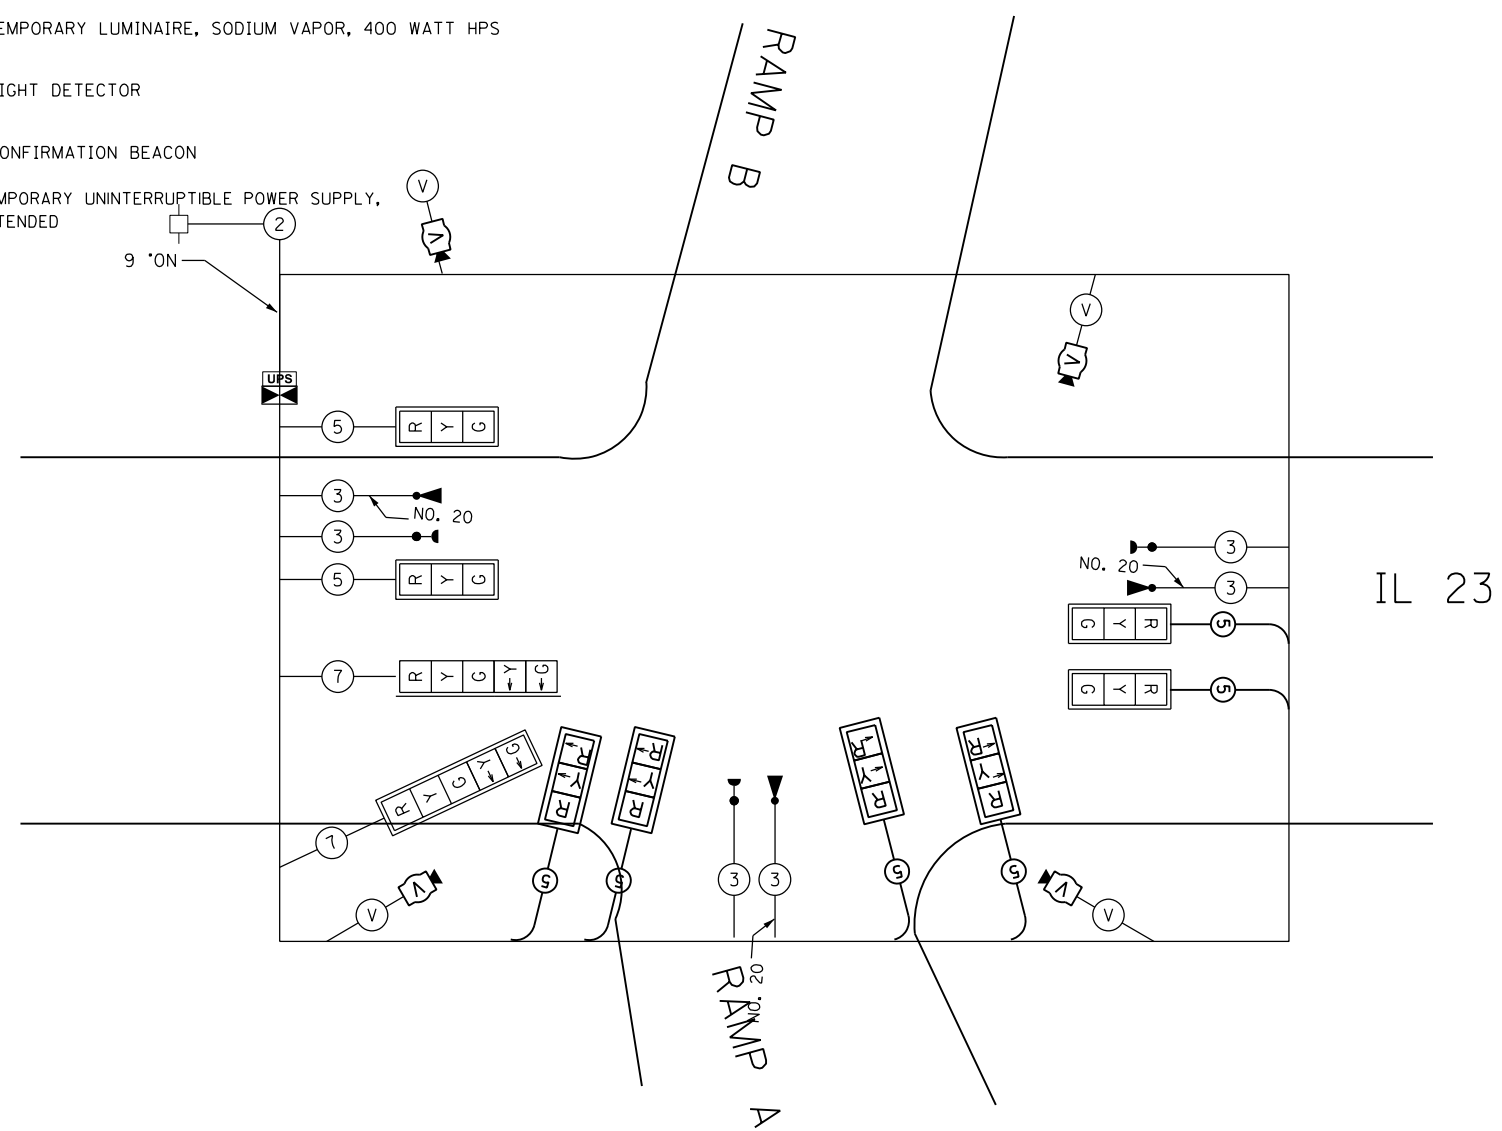 EMPORARY LUMINAIRE, SODIUM VAPOR, 400 WATT HPS
IGHT DETECTOR
ONFIRMATION BEACON
MPORARY UNINTERRUPTIBLE POWER SUPPLY,
TENDED
RAMP B
V
V
2
NO. 6
V
V
UPS
5
R Y G
3
NO. 20
3
5
R Y G
3
NO. 20
3
IL 23
G Y R
5
7
R Y G ←Y ←G
G Y R
5
R Y G ←Y ←G
7
R Y R
R Y R
R Y R
R Y R
5
5
3
3
5
5
V
V
V
V
NO. 20
RAMP A